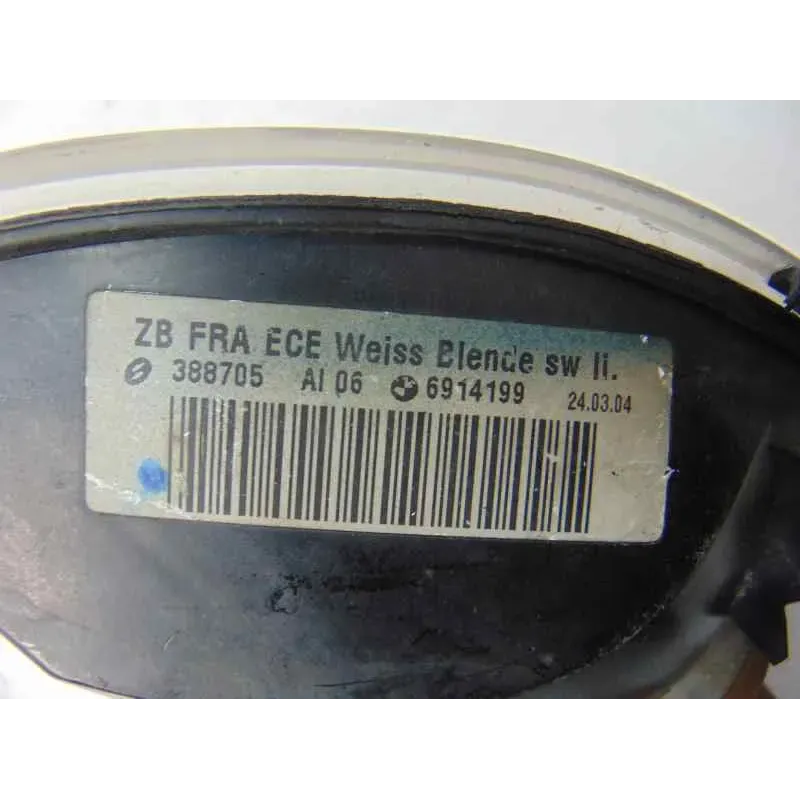 ZB FRA ECE Weiss Blende sw li.
388705 AI 06 6914199 24.03.04